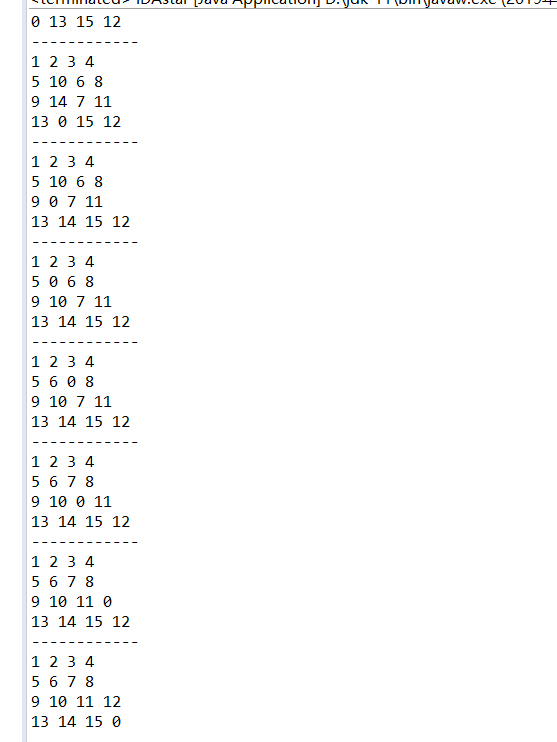 <terminated> IDAstar [Java Application] D:\jdk-11\bin\javaw.exe (2019年
0 13 15 12
------------
1 2 3 4
5 10 6 8
9 14 7 11
13 0 15 12
------------
1 2 3 4
5 10 6 8
9 0 7 11
13 14 15 12
------------
1 2 3 4
5 0 6 8
9 10 7 11
13 14 15 12
------------
1 2 3 4
5 6 0 8
9 10 7 11
13 14 15 12
------------
1 2 3 4
5 6 7 8
9 10 0 11
13 14 15 12
------------
1 2 3 4
5 6 7 8
9 10 11 0
13 14 15 12
------------
1 2 3 4
5 6 7 8
9 10 11 12
13 14 15 0